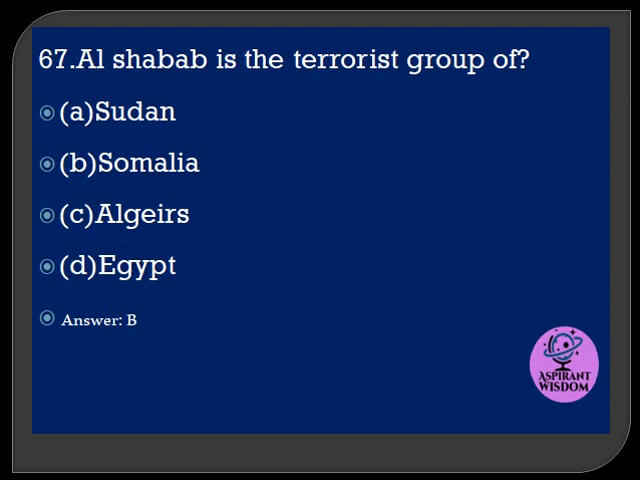 67.Al shabab is the terrorist group of?
(a)Sudan
(b)Somalia
(c)Algeirs
(d)Egypt
Answer: B
ASPIRANT
WISDOM